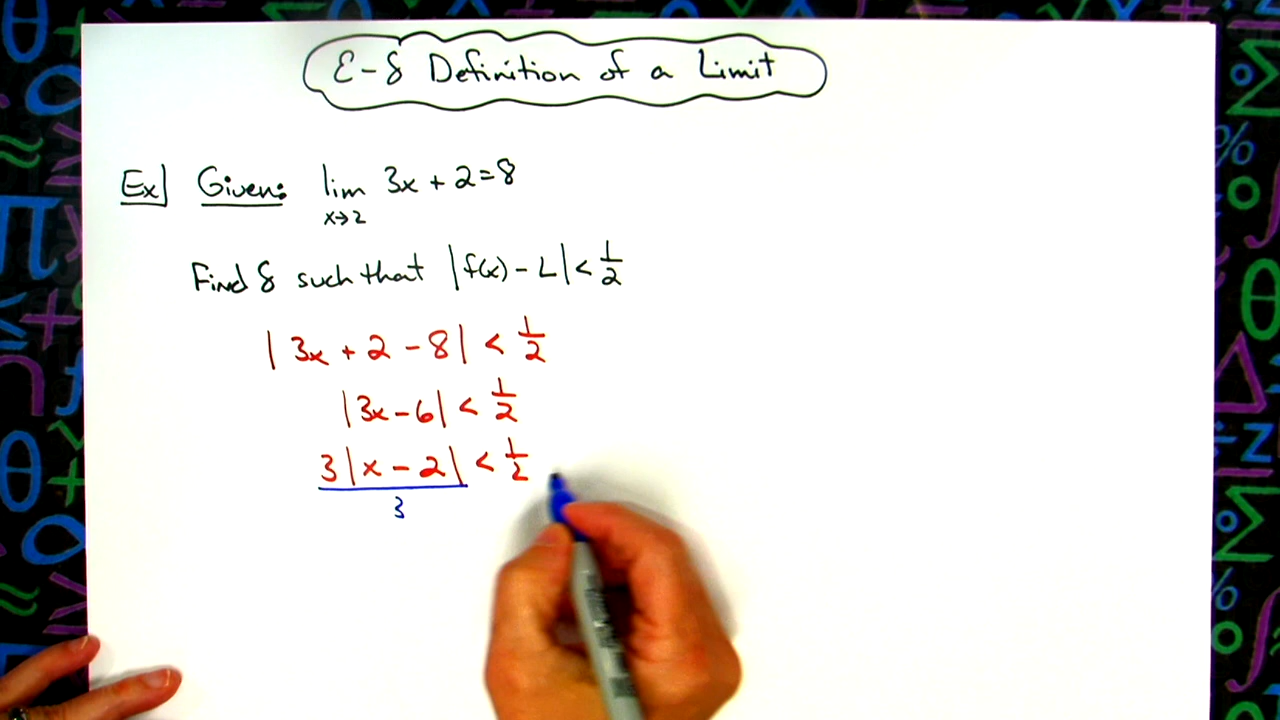 ε-δ Definition of a Limit
Ex] Given: lim 3x + 2 = 8
x→2
Find δ such that |f(x) - L| < 1/2
| 3x + 2 - 8| < 1/2
|3x - 6| < 1/2
3|x - 2| < 1/2
3